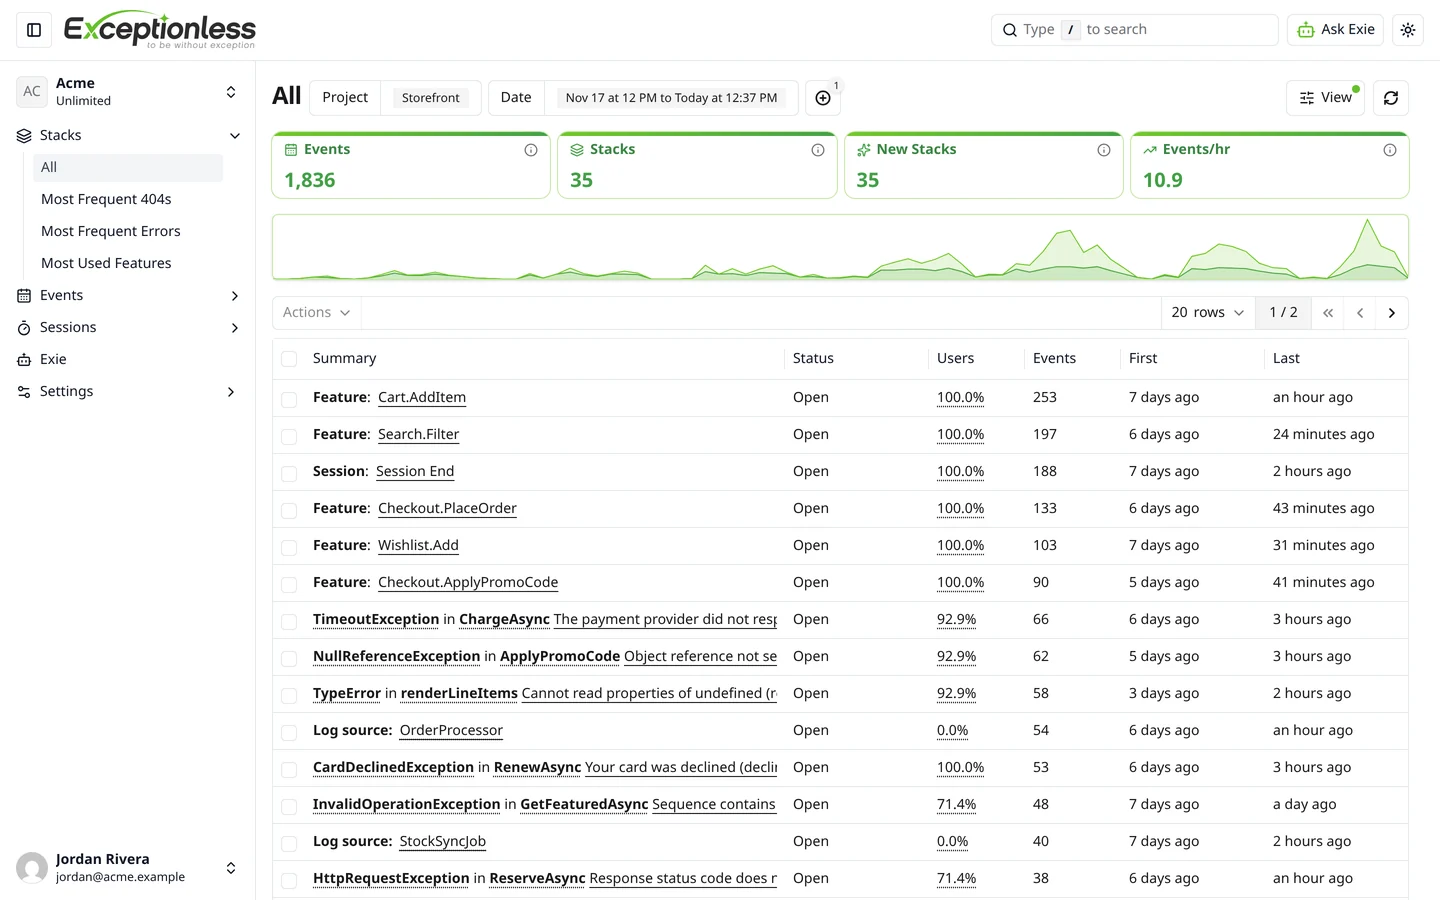 Exceptionless
to be without exception
Type / to search
Ask Exie
AC
Acme
Unlimited
Stacks
All
Most Frequent 404s
Most Frequent Errors
Most Used Features
Events
Sessions
Exie
Settings
Jordan Rivera
jordan@acme.example
All
Project Storefront
Date Nov 17 at 12 PM to Today at 12:37 PM
1
View
Events
1,836
Stacks
35
New Stacks
35
Events/hr
10.9
Actions
20 rows
1 / 2
Summary Status Users Events First Last
Feature: Cart.AddItem Open 100.0% 253 7 days ago an hour ago
Feature: Search.Filter Open 100.0% 197 6 days ago 24 minutes ago
Session: Session End Open 100.0% 188 7 days ago 2 hours ago
Feature: Checkout.PlaceOrder Open 100.0% 133 6 days ago 43 minutes ago
Feature: Wishlist.Add Open 100.0% 103 7 days ago 31 minutes ago
Feature: Checkout.ApplyPromoCode Open 100.0% 90 5 days ago 41 minutes ago
TimeoutException in ChargeAsync The payment provider did not resp Open 92.9% 66 6 days ago 3 hours ago
NullReferenceException in ApplyPromoCode Object reference not se Open 92.9% 62 5 days ago 3 hours ago
TypeError in renderLineItems Cannot read properties of undefined (r Open 92.9% 58 3 days ago 2 hours ago
Log source: OrderProcessor Open 0.0% 54 6 days ago an hour ago
CardDeclinedException in RenewAsync Your card was declined (declin Open 100.0% 53 6 days ago 3 hours ago
InvalidOperationException in GetFeaturedAsync Sequence contains Open 71.4% 48 7 days ago a day ago
Log source: StockSyncJob Open 0.0% 40 7 days ago 2 hours ago
HttpRequestException in ReserveAsync Response status code does n Open 71.4% 38 6 days ago an hour ago